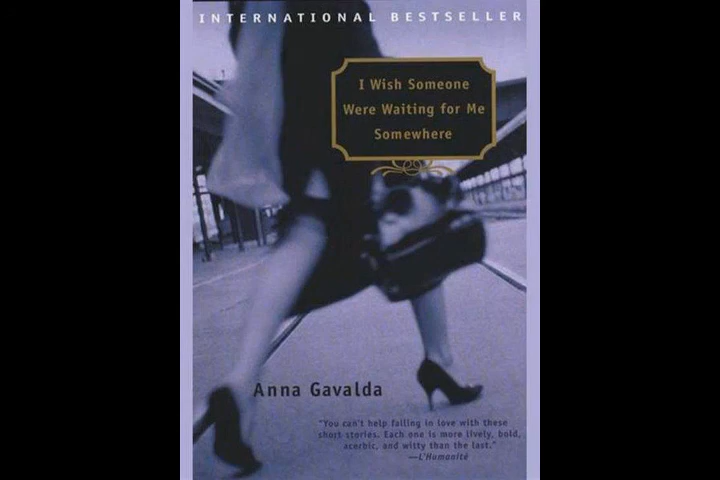 INTERNATIONAL BESTSELLER
I Wish Someone
Were Waiting for Me
Somewhere
Anna Gavalda
"You can't help falling in love with these
short stories. Each one is more lively, bold,
acerbic, and witty than the last."
—L'Humanité